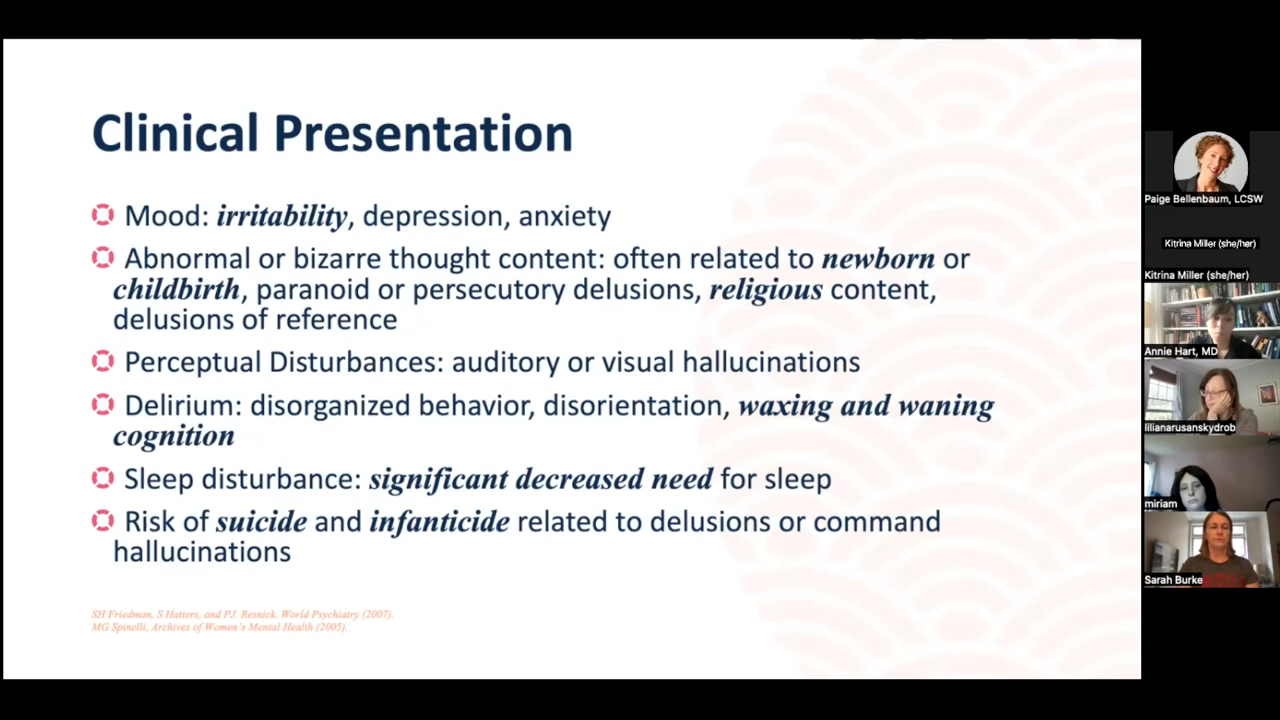 Clinical Presentation
Mood: irritability, depression, anxiety
Abnormal or bizarre thought content: often related to newborn or
childbirth, paranoid or persecutory delusions, religious content,
delusions of reference
Perceptual Disturbances: auditory or visual hallucinations
Delirium: disorganized behavior, disorientation, waxing and waning
cognition
Sleep disturbance: significant decreased need for sleep
Risk of suicide and infanticide related to delusions or command
hallucinations
SH Friedman, S Hatters, and PJ. Resnick. World Psychiatry (2007).
MG Spinelli, Archives of Women's Mental Health (2005).
Paige Bellenbaum, LCSW
Kitrina Miller (she/her)
Kitrina Miller (she/her)
Annie Hart, MD
lilianarusanskydrob
miriam
Sarah Burke